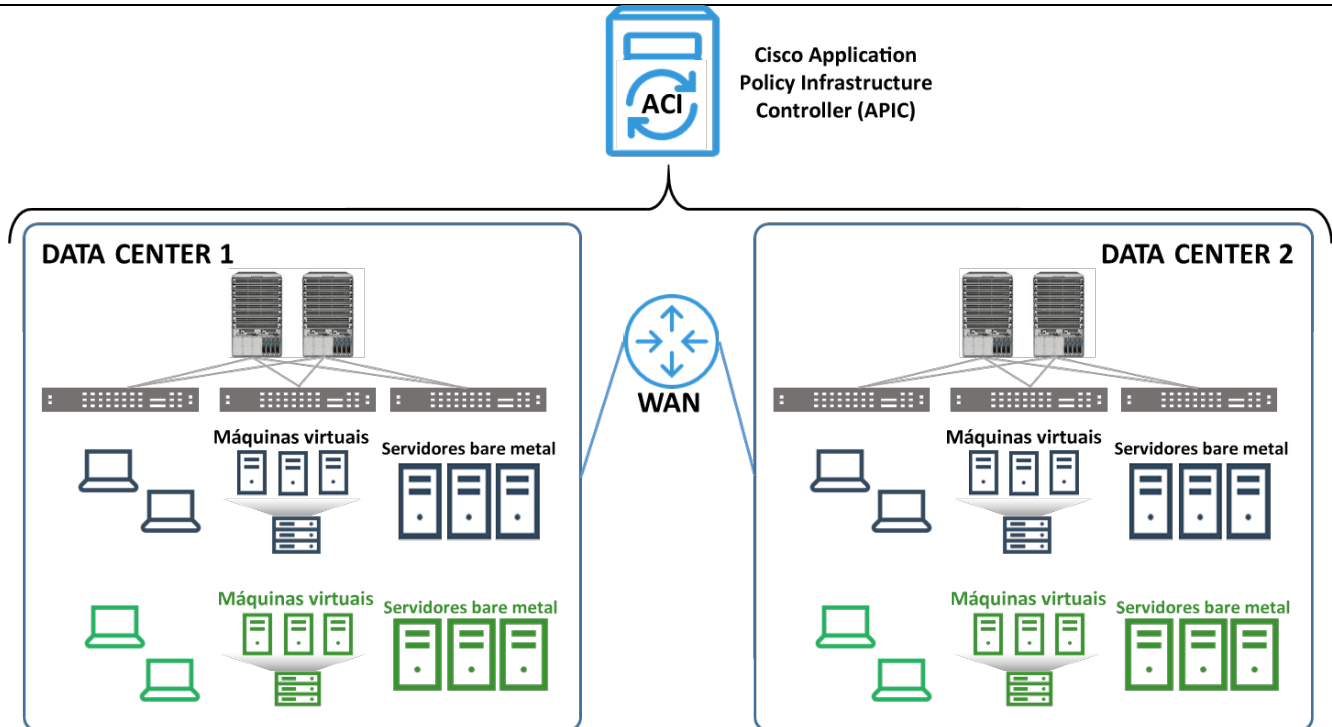 Cisco Application
Policy Infrastructure
Controller (APIC)
ACI
DATA CENTER 1
DATA CENTER 2
WAN
Máquinas virtuais
Servidores bare metal
Máquinas virtuais
Servidores bare metal
Máquinas virtuais
Servidores bare metal
Máquinas virtuais
Servidores bare metal